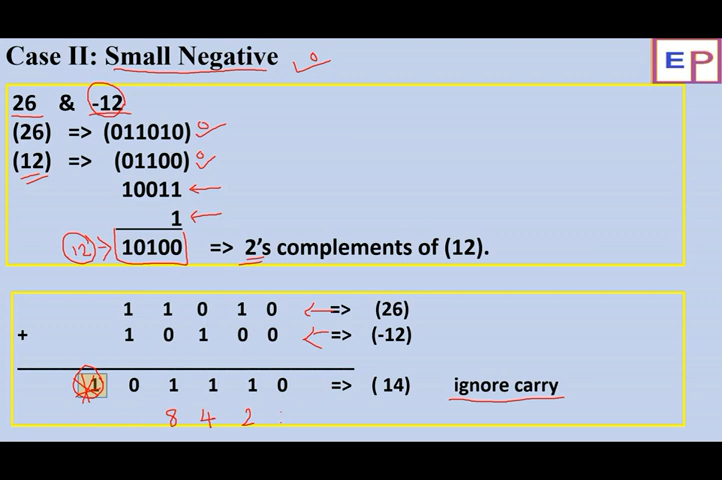 Case II: Small Negative
EP
26 & -12
(26) => (011010)
(12) => (01100)
10011
1
12' => 10100 => 2's complements of (12).
1 1 0 1 0 => (26)
+ 1 0 1 0 0 => (-12)
1 0 1 1 1 0 => ( 14) ignore carry
8 4 2